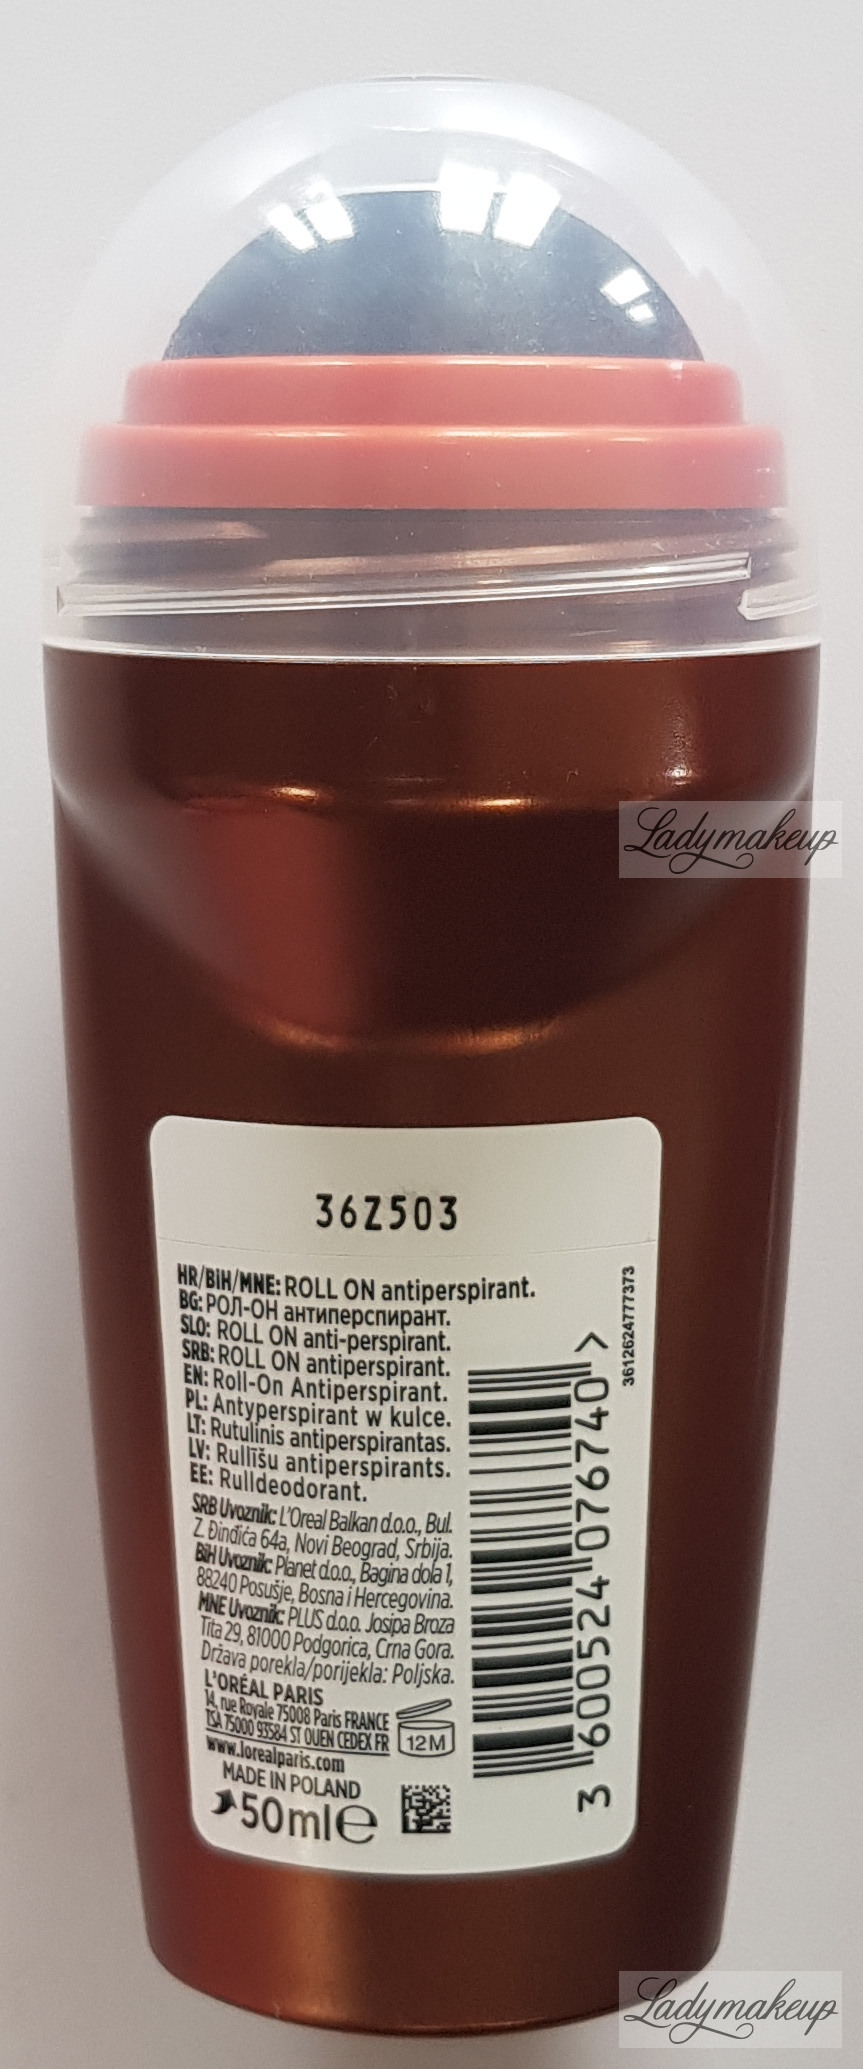 Ladymakeup
36Z503
HR/BiH/MNE: ROLL ON antiperspirant.
BG: РОЛ-ОН антиперспирант.
SLO: ROLL ON anti-perspirant.
SRB: ROLL ON antiperspirant.
EN: Roll-On Antiperspirant.
PL: Antyperspirant w kulce.
LT: Rutulinis antiperspirantas.
LV: Rullīšu antiperspirants.
EE: Rulldeodorant.
SRB Uvoznik: L'Oreal Balkan d.o.o., Bul.
Z. Đinđića 64a, Novi Beograd, Srbija.
BiH Uvoznik: Planet d.o.o., Bagina dola 1,
88240 Posušje, Bosna i Hercegovina.
MNE Uvoznik: PLUS d.o.o. Josipa Broza
Tita 29, 81000 Podgorica, Crna Gora.
Država porekla/porijekla: Poljska.
L'ORÉAL PARIS
14, rue Royale 75008 Paris FRANCE
TSA 75000 93584 ST OUEN CEDEX FR
www.lorealparis.com
MADE IN POLAND
50 ml e
12 M
3 600524 076740 >
3612624777373
Ladymakeup